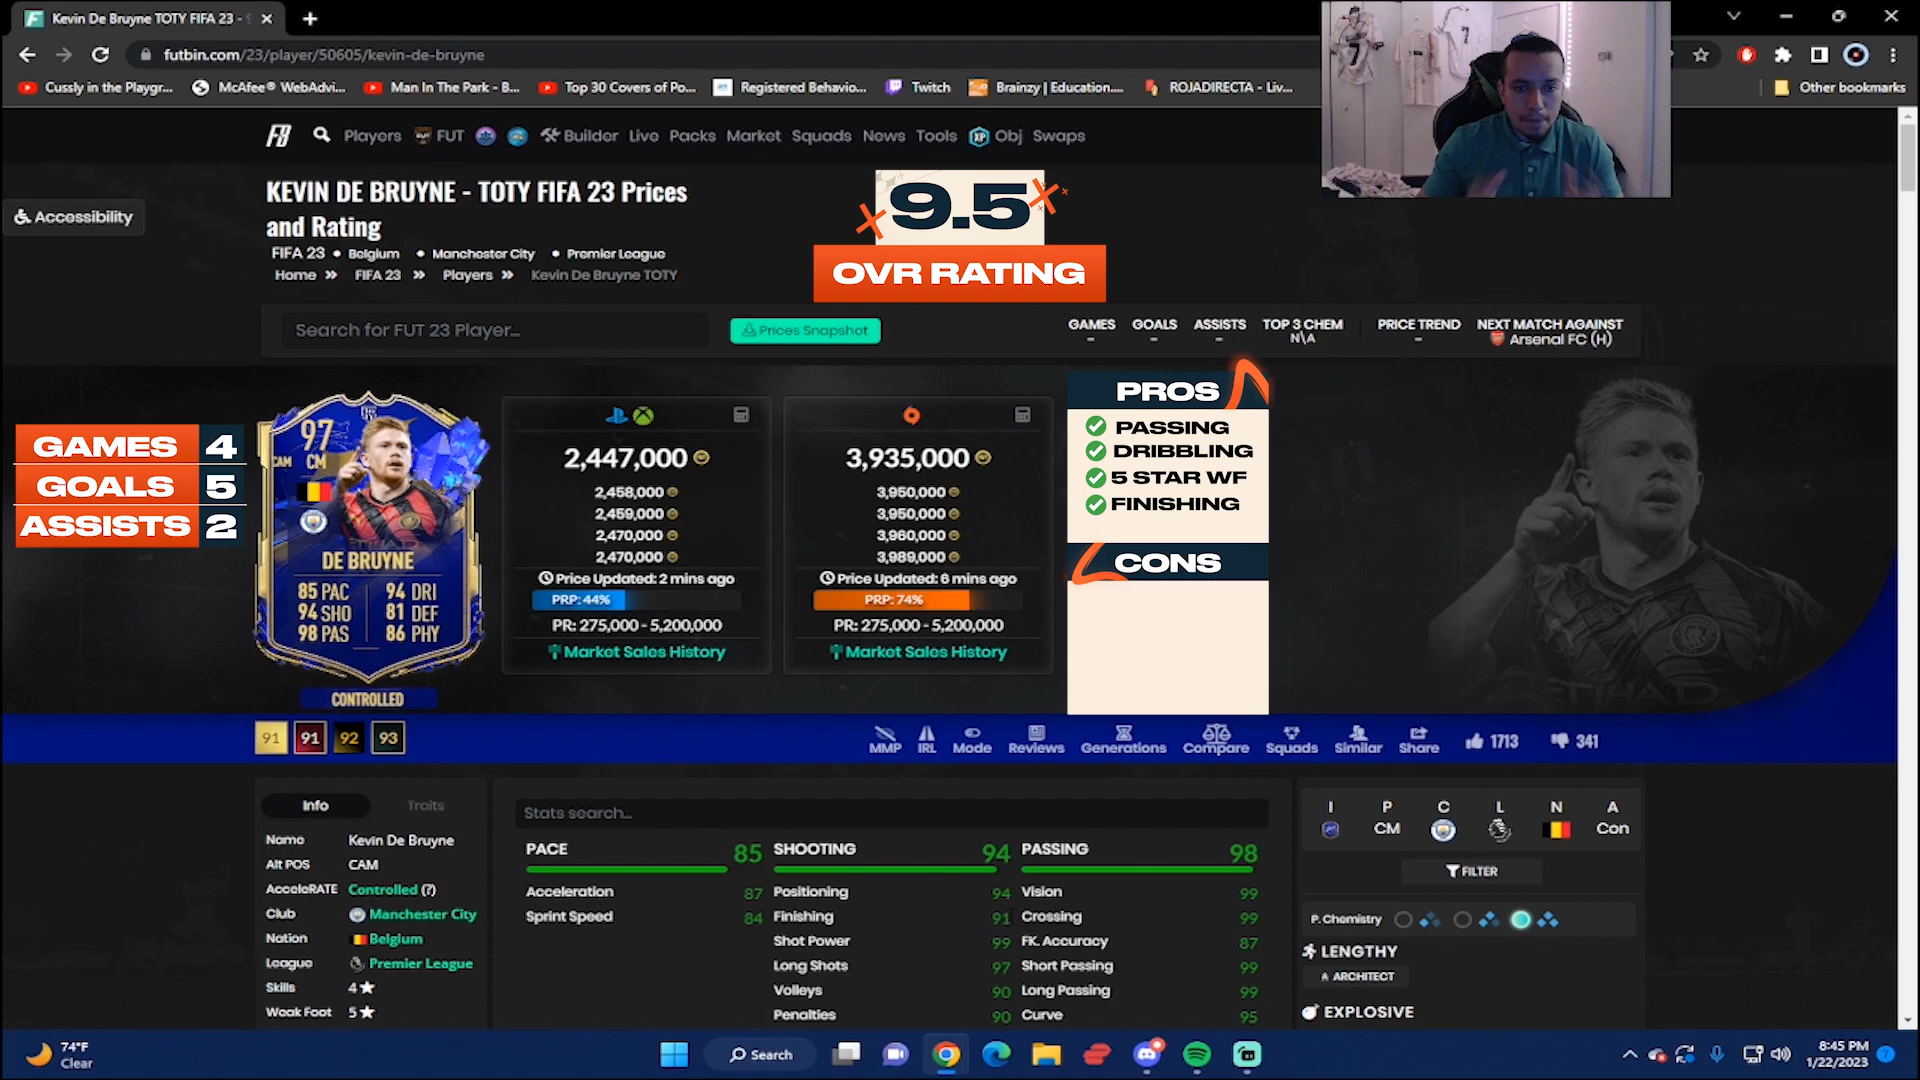 Kevin De Bruyne TOTY FIFA 23 -
futbin.com/23/player/50605/kevin-de-bruyne
Cussly in the Playgr...
McAfee® WebAdvi...
Man In The Park - B...
Top 30 Covers of Po...
Registered Behavio...
Twitch
Brainzy | Education....
ROJADIRECTA - Liv...
Other bookmarks
Players
FUT
Builder
Live
Packs
Market
Squads
News
Tools
Obj
Swaps
Accessibility
KEVIN DE BRUYNE - TOTY FIFA 23 Prices
and Rating
FIFA 23 • Belgium • Manchester City • Premier League
Home » FIFA 23 » Players » Kevin De Bruyne TOTY
9.5
OVR RATING
Search for FUT 23 Player...
Prices Snapshot
GAMES
-
GOALS
-
ASSISTS
-
TOP 3 CHEM
N\A
PRICE TREND
-
NEXT MATCH AGAINST
Arsenal FC (H)
GAMES 4
GOALS 5
ASSISTS 2
97
CAM CM
DE BRUYNE
85 PAC 94 DRI
94 SHO 81 DEF
98 PAS 86 PHY
CONTROLLED
2,447,000
2,458,000
2,459,000
2,470,000
2,470,000
Price Updated: 2 mins ago
PRP: 44%
PR: 275,000 - 5,200,000
Market Sales History
3,935,000
3,950,000
3,950,000
3,960,000
3,989,000
Price Updated: 6 mins ago
PRP: 74%
PR: 275,000 - 5,200,000
Market Sales History
PROS
PASSING
DRIBBLING
5 STAR WF
FINISHING
CONS
91 91 92 93
MMP
IRL
Mode
Reviews
Generations
Compare
Squads
Similar
Share
1713
341
Info
Traits
Name Kevin De Bruyne
Alt POS CAM
AcceleRATE Controlled (?)
Club Manchester City
Nation Belgium
League Premier League
Skills 4★
Weak Foot 5★
Stats search...
PACE 85
Acceleration 87
Sprint Speed 84
SHOOTING 94
Positioning 94
Finishing 91
Shot Power 99
Long Shots 97
Volleys 90
Penalties 90
PASSING 98
Vision 99
Crossing 99
FK. Accuracy 87
Short Passing 99
Long Passing 99
Curve 95
I P C L N A
CM Con
FILTER
P. Chemistry
LENGTHY
ARCHITECT
EXPLOSIVE
74°F
Clear
Search
8:45 PM
1/22/2023